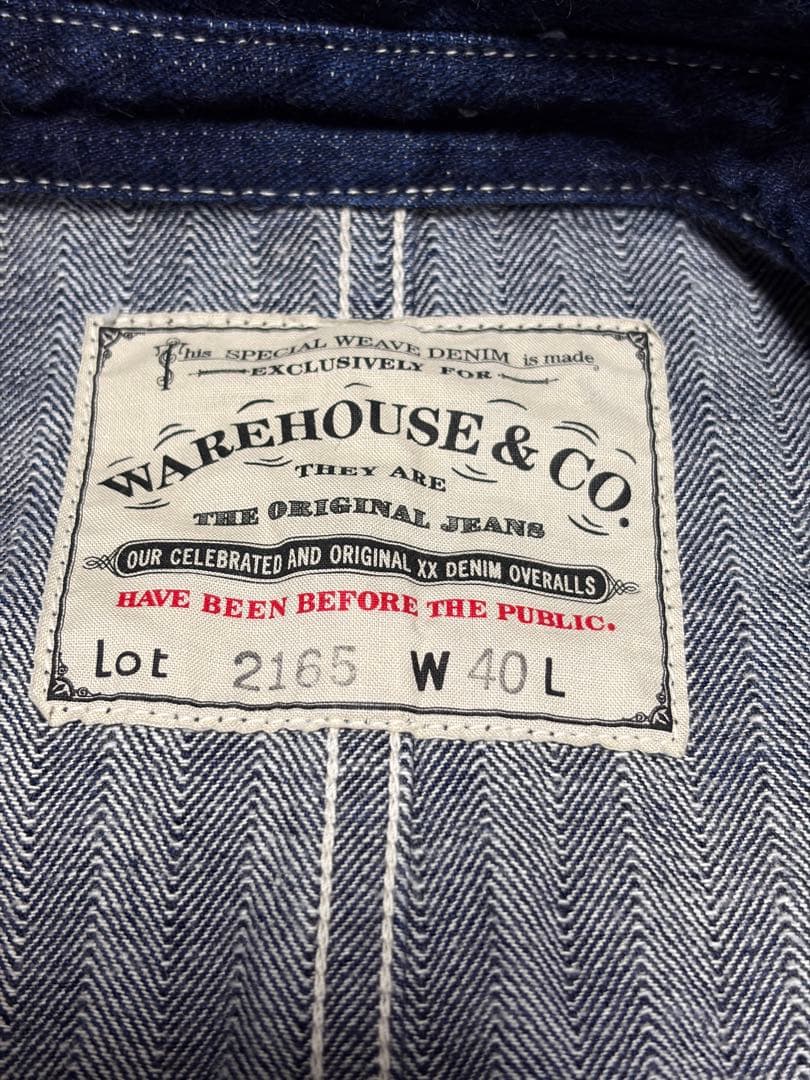 This SPECIAL WEAVE DENIM is made,
EXCLUSIVELY FOR
WAREHOUSE & CO.
THEY ARE
THE ORIGINAL JEANS
OUR CELEBRATED AND ORIGINAL XX DENIM OVERALLS
HAVE BEEN BEFORE THE PUBLIC.
Lot 2165 W 40 L